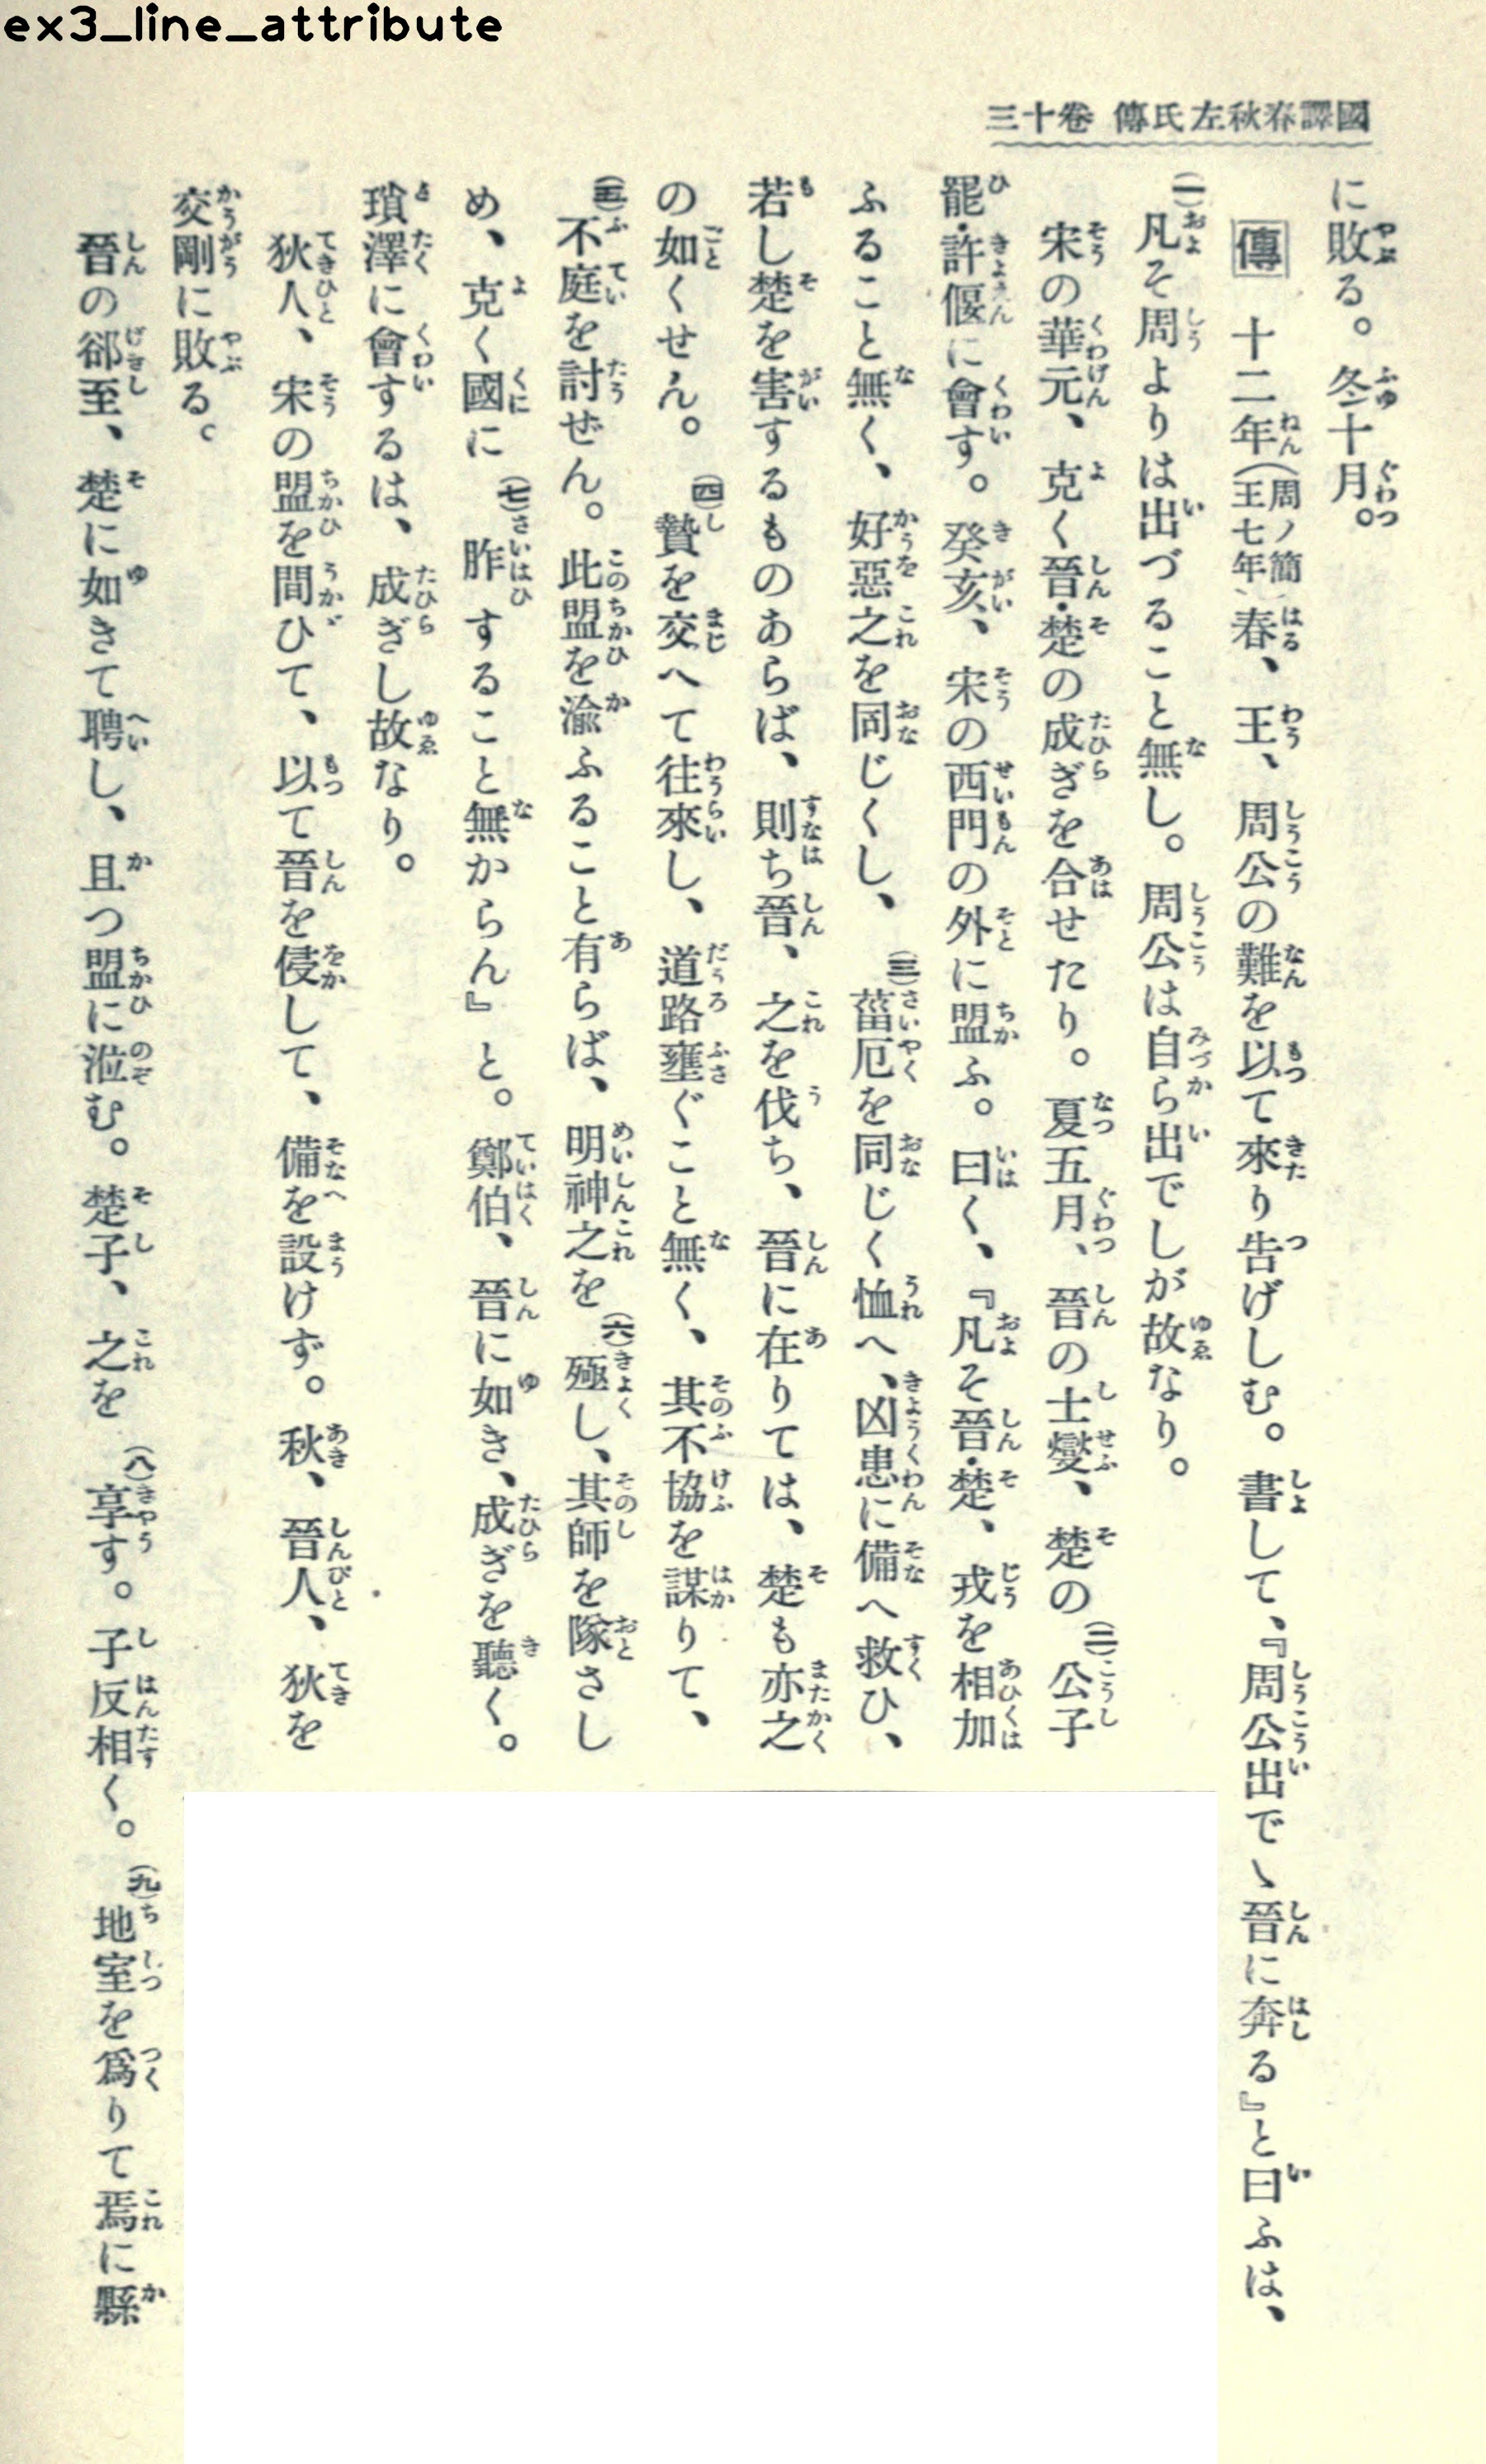 ex3_line_attribute
國譯春秋左氏傳 卷十三
に敗る。冬十月。
傳 十二年(周ノ簡王七年)春、王、周公の難を以て來り告げしむ。書して、『周公出でゝ晉に奔る』と曰ふは、
(一)凡そ周よりは出づること無し。周公は自ら出でしが故なり。
宋の華元、克く晉・楚の成ぎを合せたり。夏五月、晉の士燮、楚の(二)公子
罷・許偃に會す。癸亥、宋の西門の外に盟ふ。曰く、『凡そ晉・楚、戎を相加
ふること無く、好惡之を同じくし、(三)菑厄を同じく恤へ、凶患に備へ救ひ、
若し楚を害するものあらば、則ち晉、之を伐ち、晉に在りては、楚も亦之
の如くせん。(四)贄を交へて往來し、道路壅ぐこと無く、其不協を謀りて、
(五)不庭を討ぜん。此盟を渝ふること有らば、明神之を(六)殛し、其師を隊さし
め、克く國に(七)胙すること無からん』と。鄭伯、晉に如き、成ぎを聽く。
瑣澤に會するは、成ぎし故なり。
狄人、宋の盟を間ひて、以て晉を侵して、備を設けず。秋、晉人、狄を
交剛に敗る。
晉の郤至、楚に如きて聘し、且つ盟に涖む。楚子、之を(八)享す。子反相く。(九)地室を爲りて焉に縣